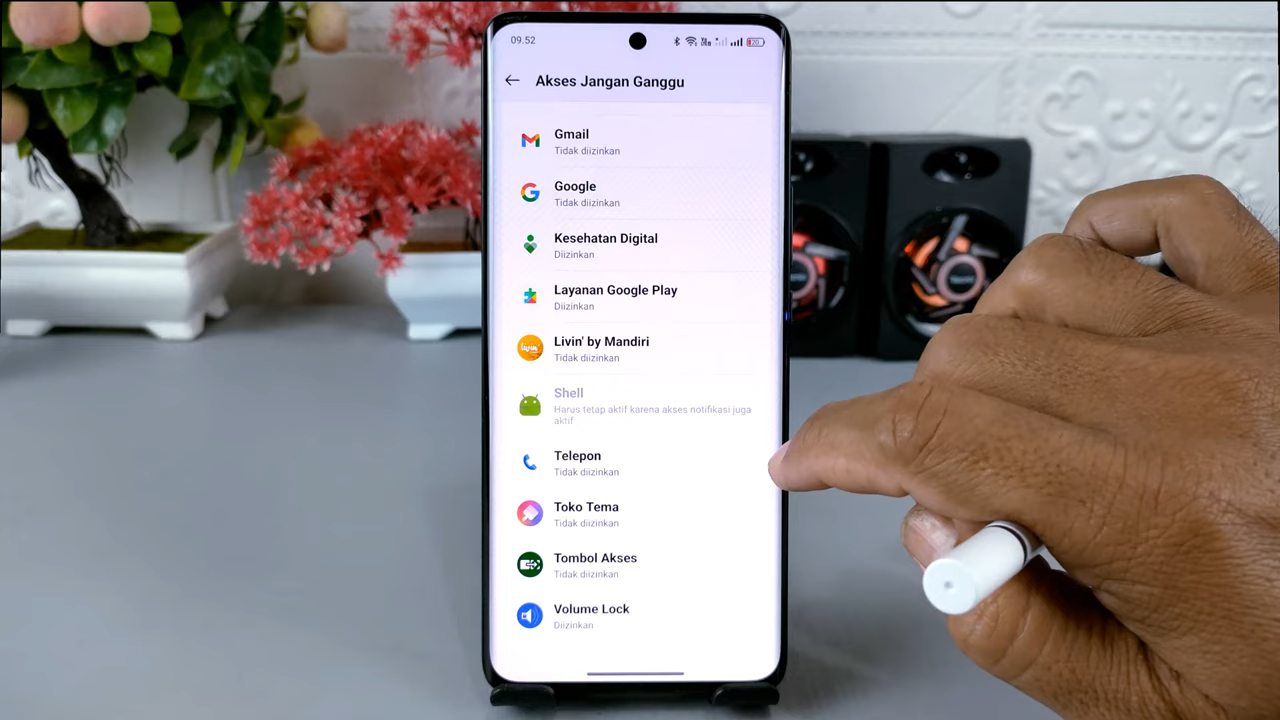 09.52
Akses Jangan Ganggu
Gmail
Tidak diizinkan
Google
Tidak diizinkan
Kesehatan Digital
Diizinkan
Layanan Google Play
Diizinkan
Livin' by Mandiri
Tidak diizinkan
Shell
Harus tetap aktif karena akses notifikasi juga
aktif
Telepon
Tidak diizinkan
Toko Tema
Tidak diizinkan
Tombol Akses
Tidak diizinkan
Volume Lock
Diizinkan